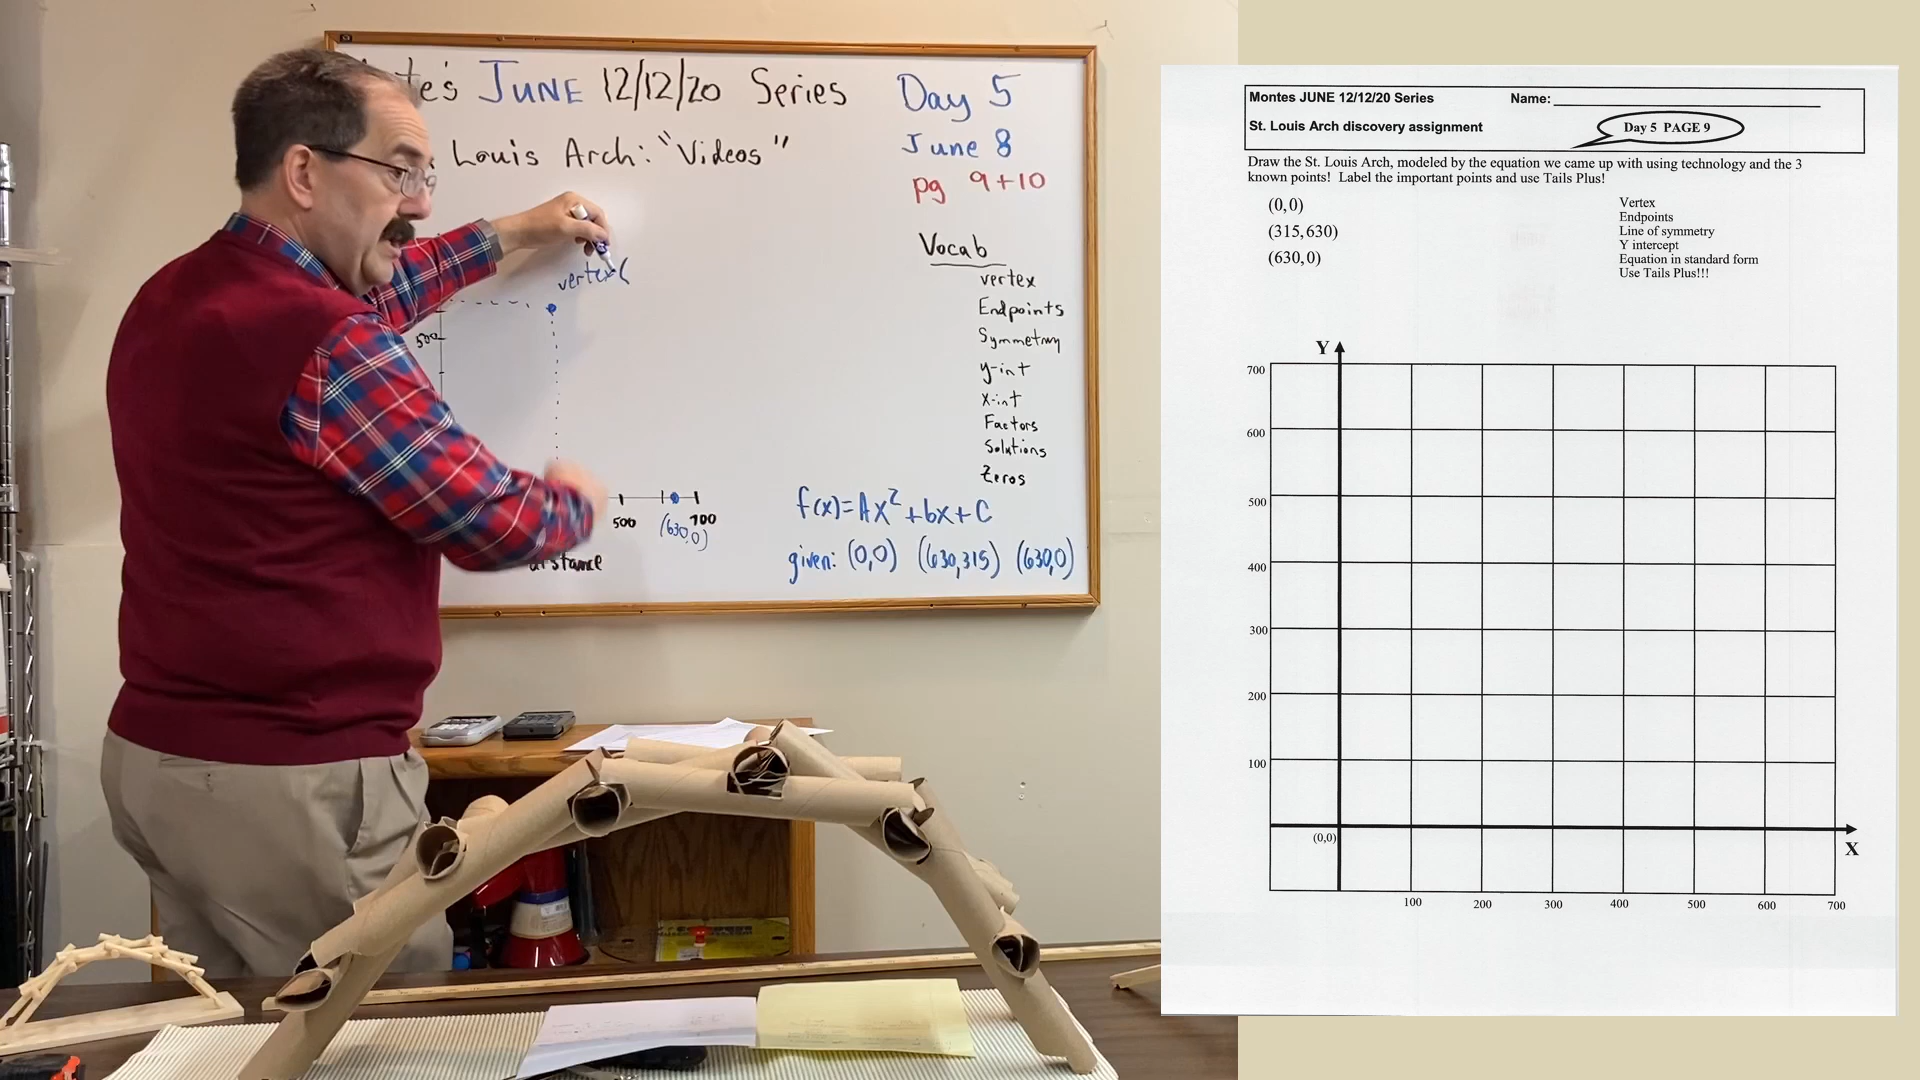 te's JUNE 12/12/20 Series
Day 5
June 8
Louis Arch: "Videos"
pg 9+10
Vocab
vertex
Endpoints
Symmetry
y-int
x-int
Factors
Solutions
Zeros
vertex (
500
500
700
(630,0)
distance
f(x)=Ax²+bx+C
given: (0,0) (630,315) (630,0)
Montes JUNE 12/12/20 Series
Name:
St. Louis Arch discovery assignment
Day 5 PAGE 9
Draw the St. Louis Arch, modeled by the equation we came up with using technology and the 3
known points! Label the important points and use Tails Plus!
(0,0)
(315,630)
(630,0)
Vertex
Endpoints
Line of symmetry
Y intercept
Equation in standard form
Use Tails Plus!!!
Y
700
600
500
400
300
200
100
(0,0)
X
100 200 300 400 500 600 700